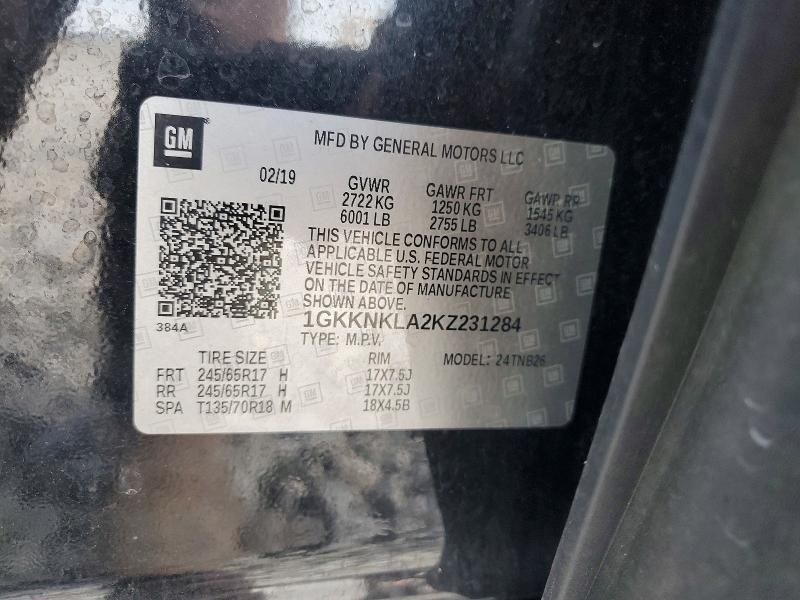 GM
MFD BY GENERAL MOTORS LLC
02/19 GVWR GAWR FRT GAWR RR
2722 KG 1250 KG 1545 KG
6001 LB 2755 LB 3406 LB
THIS VEHICLE CONFORMS TO ALL
APPLICABLE U.S. FEDERAL MOTOR
VEHICLE SAFETY STANDARDS IN EFFECT
ON THE DATE OF MANUFACTURE
SHOWN ABOVE.
384A
1GKKNKLA2KZ231284
TYPE: M.P.V.
TIRE SIZE RIM MODEL: 24TNB26
FRT 245/65R17 H 17X7.5J
RR 245/65R17 H 17X7.5J
SPA T135/70R18 M 18X4.5B